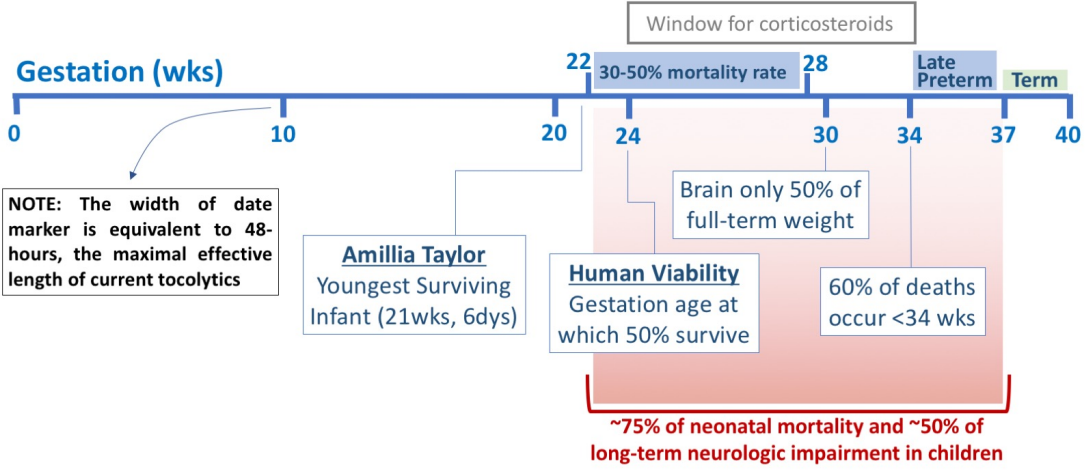 Window for corticosteroids
Gestation (wks)
22
30-50% mortality rate
28
Late
Preterm
Term
0
10
20
24
30
34
37
40
NOTE: The width of date
marker is equivalent to 48-
hours, the maximal effective
length of current tocolytics
Amillia Taylor
Youngest Surviving
Infant (21wks, 6dys)
Human Viability
Gestation age at
which 50% survive
Brain only 50% of
full-term weight
60% of deaths
occur <34 wks
~75% of neonatal mortality and ~50% of
long-term neurologic impairment in children